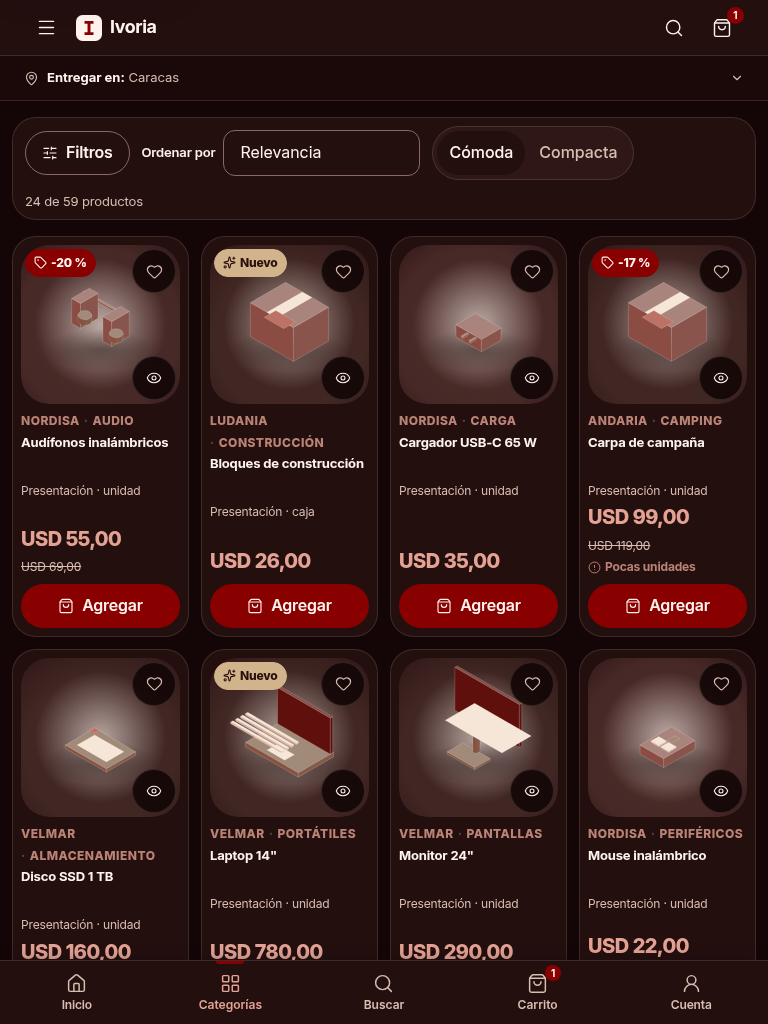 Ivoria
1
Entregar en: Caracas
Filtros
Ordenar por
Relevancia
Cómoda
Compacta
24 de 59 productos
-20 %
NORDISA · AUDIO
Audífonos inalámbricos
Presentación · unidad
USD 55,00
USD 69,00
Agregar
Nuevo
LUDANIA
· CONSTRUCCIÓN
Bloques de construcción
Presentación · caja
USD 26,00
Agregar
NORDISA · CARGA
Cargador USB-C 65 W
Presentación · unidad
USD 35,00
Agregar
-17 %
ANDARIA · CAMPING
Carpa de campaña
Presentación · unidad
USD 99,00
USD 119,00
Pocas unidades
Agregar
VELMAR
· ALMACENAMIENTO
Disco SSD 1 TB
Presentación · unidad
USD 160,00
Nuevo
VELMAR · PORTÁTILES
Laptop 14"
Presentación · unidad
USD 780,00
VELMAR · PANTALLAS
Monitor 24"
Presentación · unidad
USD 290,00
NORDISA · PERIFÉRICOS
Mouse inalámbrico
Presentación · unidad
USD 22,00
Inicio
Categorías
Buscar
1
Carrito
Cuenta